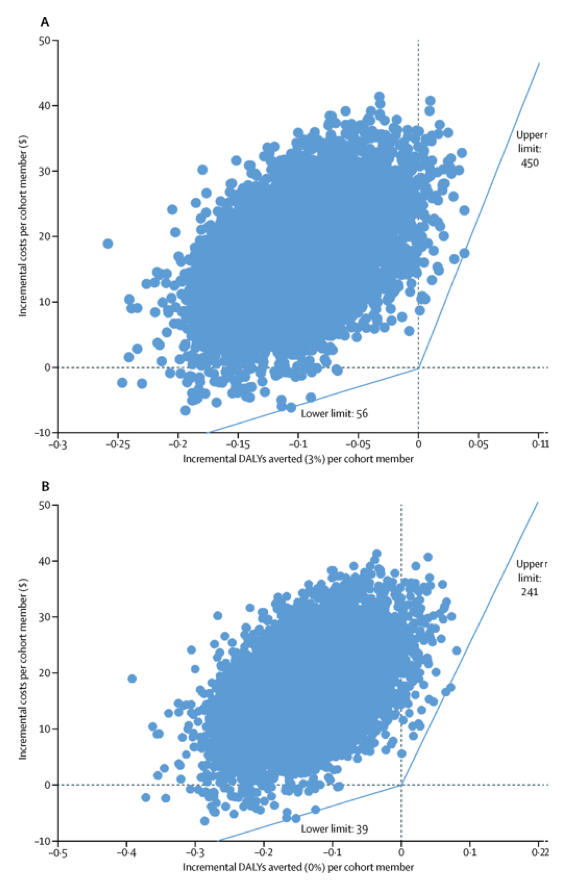 A
50
40
30
20
10
0
–10
Incremental costs per cohort member ($)
Upperr
limit:
450
Lower limit: 56
–0·3 –0·25 –0·2 –0·15 –0·1 –0·05 0 0·05 0·11
Incremental DALYs averted (3%) per cohort member
B
50
40
30
20
10
0
–10
Incremental costs per cohort member ($)
Upperr
limit:
241
Lower limit: 39
–0·5 –0·4 –0·3 –0·2 –0·1 0 0·1 0·22
Incremental DALYs averted (0%) per cohort member